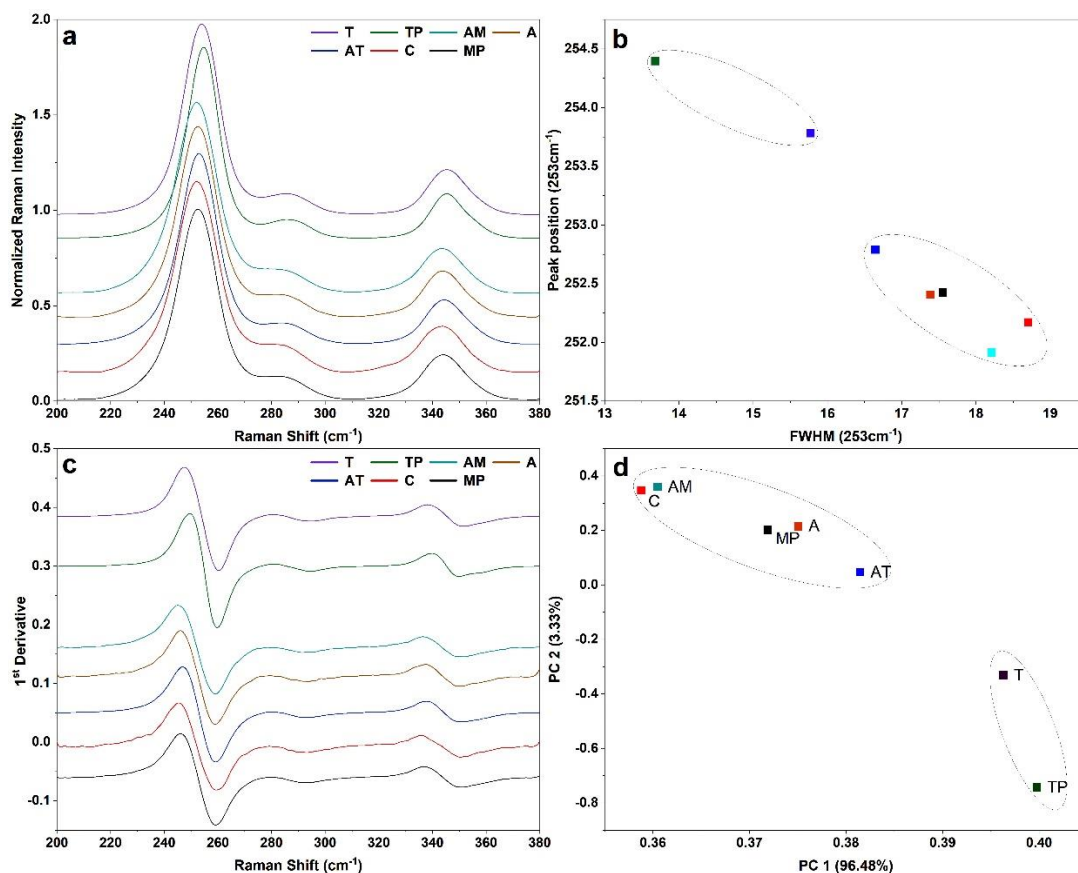 a
T TP AM A
AT C MP
Normalized Raman Intensity
2.0
1.5
1.0
0.5
0.0
200 220 240 260 280 300 320 340 360 380
Raman Shift (cm-1)
b
Peak position (253cm-1)
254.5
254.0
253.5
253.0
252.5
252.0
251.5
13 14 15 16 17 18 19
FWHM (253cm-1)
c
T TP AM A
AT C MP
1st Derivative
0.5
0.4
0.3
0.2
0.1
0.0
-0.1
200 220 240 260 280 300 320 340 360 380
Raman Shift (cm-1)
d
PC 2 (3.33%)
0.4
0.2
0.0
-0.2
-0.4
-0.6
-0.8
AM
C
A
MP
AT
T
TP
0.36 0.37 0.38 0.39 0.40
PC 1 (96.48%)